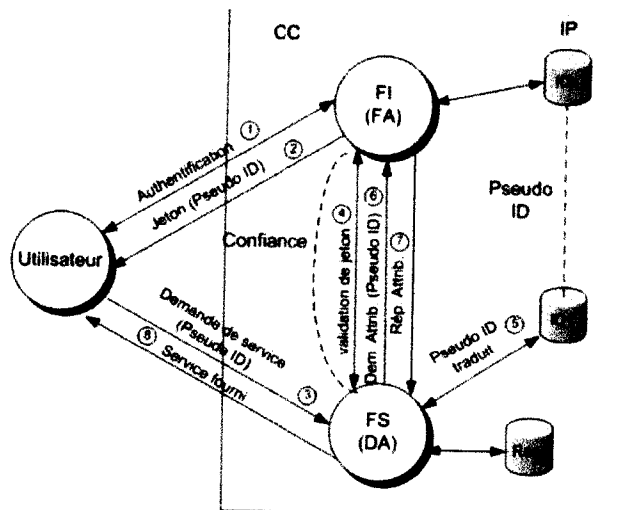 CC
IP
FI
(FA)
Authentification ①
Jeton (Pseudo ID) ②
Pseudo
ID
Confiance
④ validation de jeton
Dem Attrib (Pseudo ID) ⑥
Rép Attrib. ⑦
Utilisateur
Demande de service
(Pseudo ID)
③
⑧ Service fourni
Pseudo ID ⑤
traduit
FS
(DA)